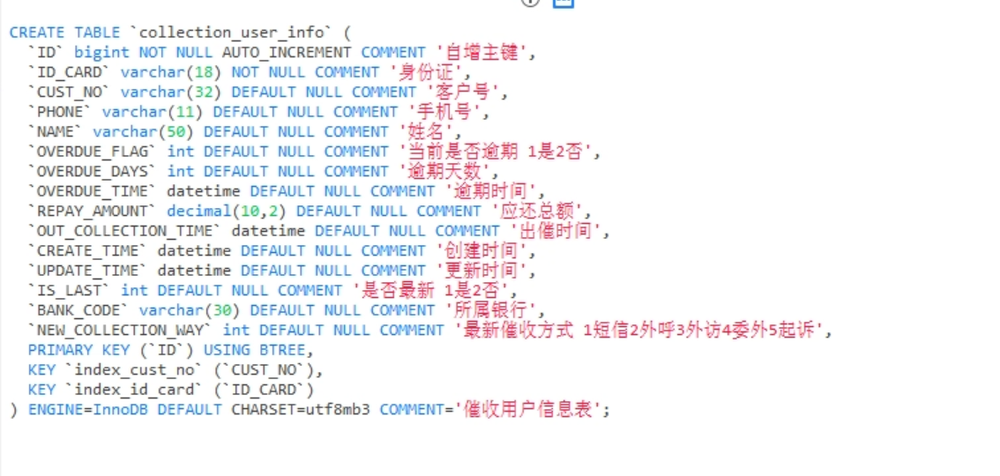 CREATE TABLE `collection_user_info` (
`ID` bigint NOT NULL AUTO_INCREMENT COMMENT '自增主键',
`ID_CARD` varchar(18) NOT NULL COMMENT '身份证',
`CUST_NO` varchar(32) DEFAULT NULL COMMENT '客户号',
`PHONE` varchar(11) DEFAULT NULL COMMENT '手机号',
`NAME` varchar(50) DEFAULT NULL COMMENT '姓名',
`OVERDUE_FLAG` int DEFAULT NULL COMMENT '当前是否逾期 1是2否',
`OVERDUE_DAYS` int DEFAULT NULL COMMENT '逾期天数',
`OVERDUE_TIME` datetime DEFAULT NULL COMMENT '逾期时间',
`REPAY_AMOUNT` decimal(10,2) DEFAULT NULL COMMENT '应还总额',
`OUT_COLLECTION_TIME` datetime DEFAULT NULL COMMENT '出催时间',
`CREATE_TIME` datetime DEFAULT NULL COMMENT '创建时间',
`UPDATE_TIME` datetime DEFAULT NULL COMMENT '更新时间',
`IS_LAST` int DEFAULT NULL COMMENT '是否最新 1是2否',
`BANK_CODE` varchar(30) DEFAULT NULL COMMENT '所属银行',
`NEW_COLLECTION_WAY` int DEFAULT NULL COMMENT '最新催收方式 1短信2外呼3外访4委外5起诉',
PRIMARY KEY (`ID`) USING BTREE,
KEY `index_cust_no` (`CUST_NO`),
KEY `index_id_card` (`ID_CARD`)
) ENGINE=InnoDB DEFAULT CHARSET=utf8mb3 COMMENT='催收用户信息表';